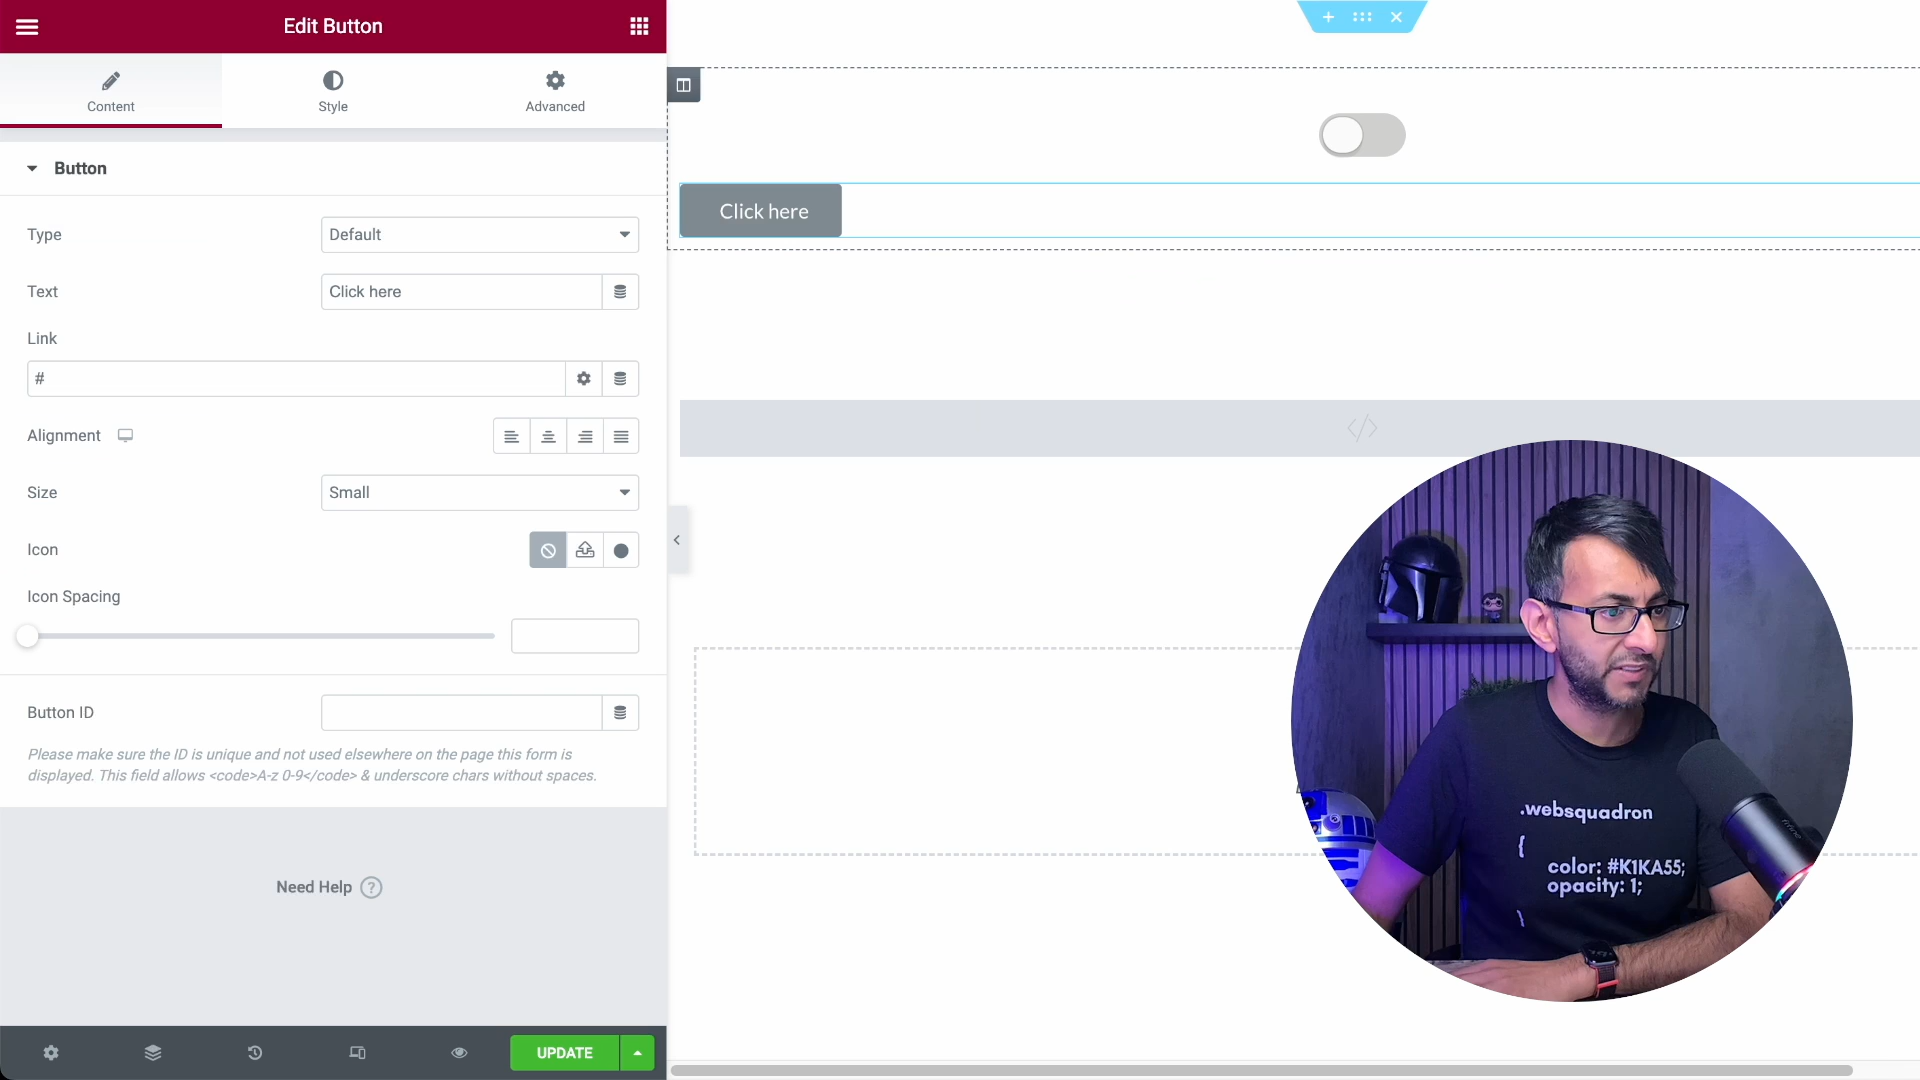 Edit Button
Content
Style
Advanced
Button
Type
Default
Text
Click here
Link
#
Alignment
Size
Small
Icon
Icon Spacing
Button ID
Please make sure the ID is unique and not used elsewhere on the page this form is
displayed. This field allows <code>A-z 0-9</code> & underscore chars without spaces.
Need Help ?
UPDATE
Click here
</>
.websquadron
{
color: #K1KA55;
opacity: 1;
fifine